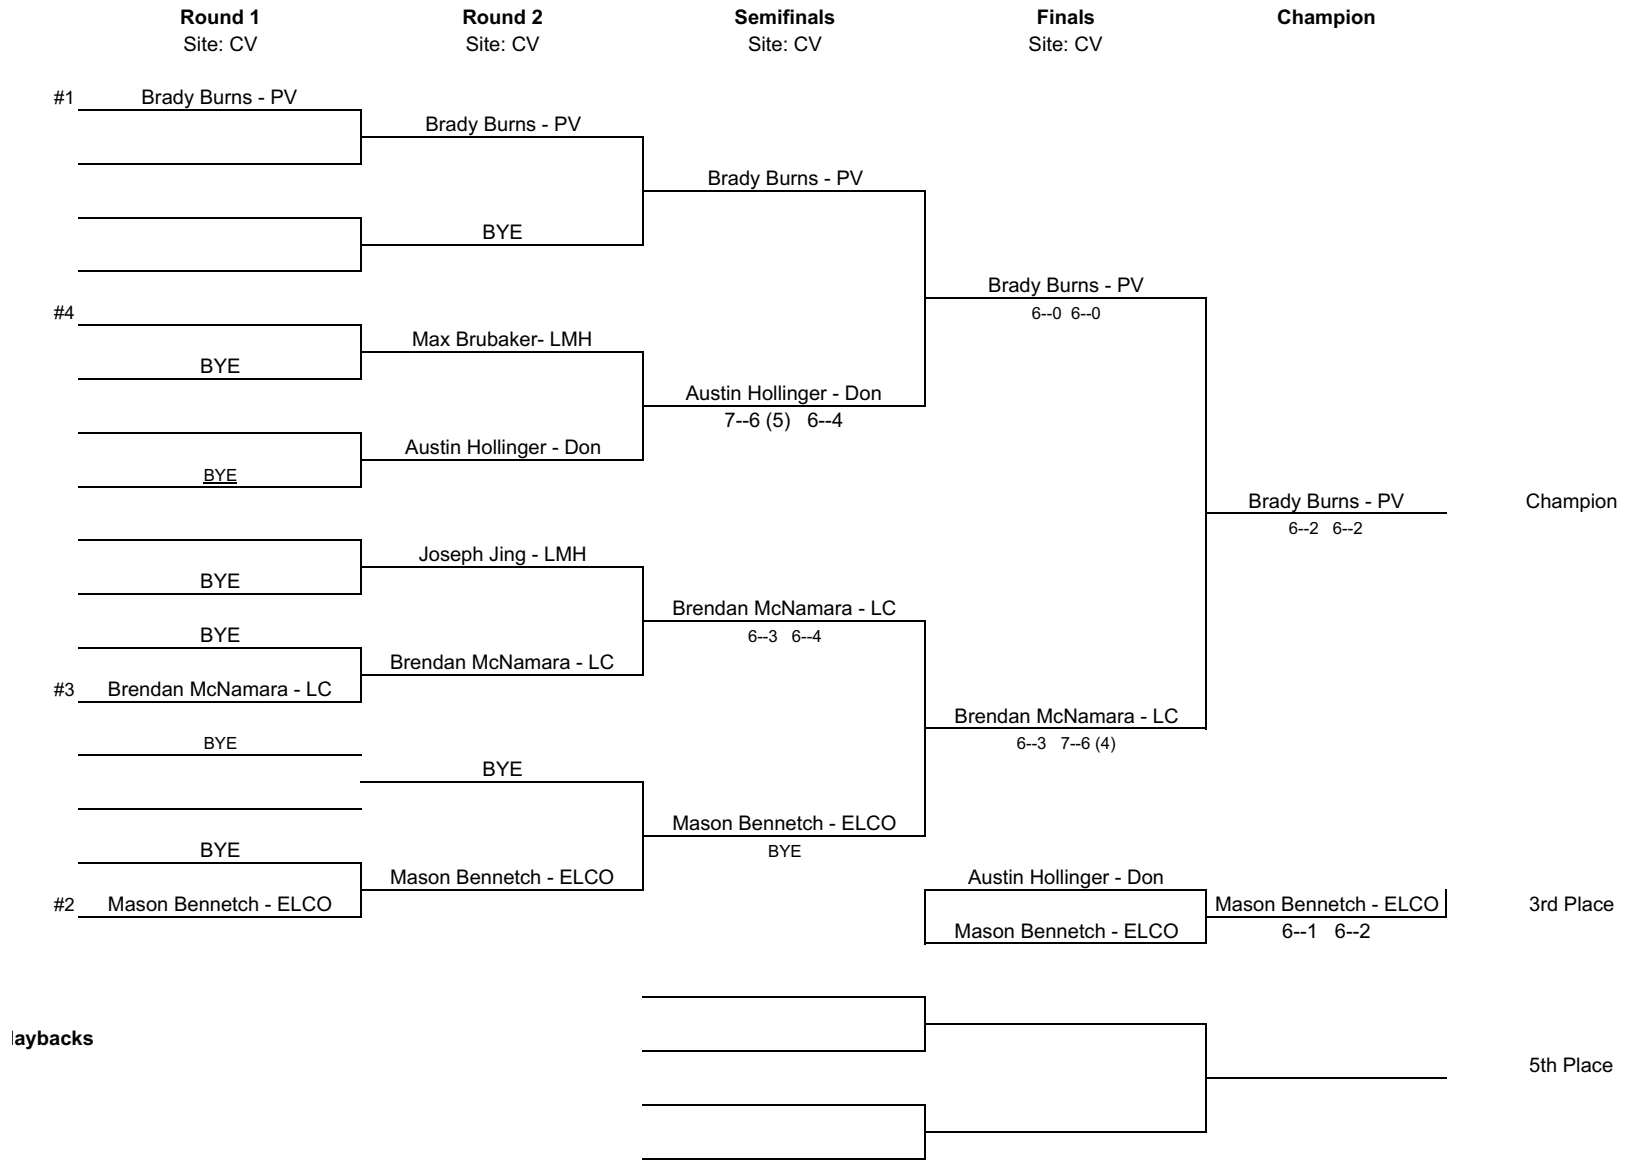 Round 1 Round 2 Semifinals Finals Champion
Site: CV Site: CV Site: CV Site: CV
#1 Brady Burns - PV
Brady Burns - PV
Brady Burns - PV
BYE
Brady Burns - PV
#4
6--0 6--0
Max Brubaker- LMH
BYE
Austin Hollinger - Don
7--6 (5) 6--4
Austin Hollinger - Don
BYE
Brady Burns - PV Champion
6--2 6--2
Joseph Jing - LMH
BYE
Brendan McNamara - LC
BYE
6--3 6--4
Brendan McNamara - LC
#3 Brendan McNamara - LC
Brendan McNamara - LC
BYE
6--3 7--6 (4)
BYE
Mason Bennetch - ELCO
BYE
BYE
Mason Bennetch - ELCO
Austin Hollinger - Don
#2 Mason Bennetch - ELCO
Mason Bennetch - ELCO 3rd Place
Mason Bennetch - ELCO
6--1 6--2
laybacks
5th Place